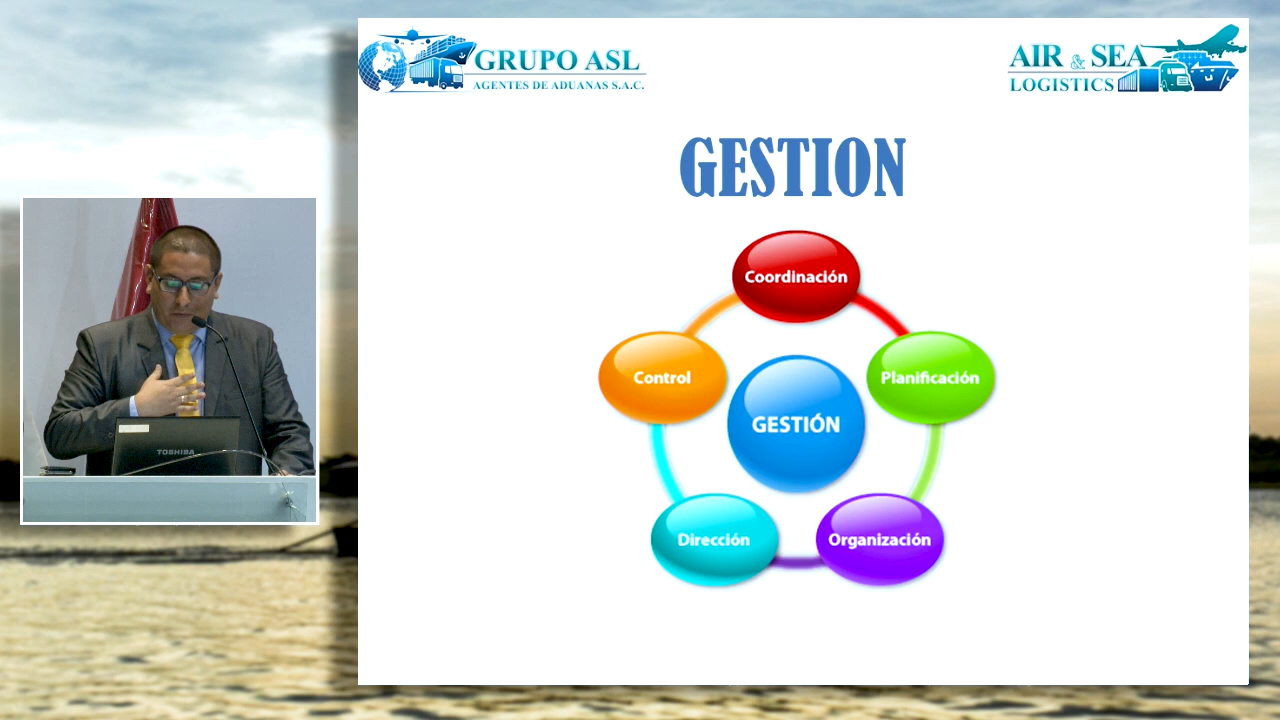 GRUPO ASL
AGENTES DE ADUANAS S.A.C.
AIR & SEA
LOGISTICS
GESTION
Coordinación
Control
Planificación
GESTIÓN
Dirección
Organización
TOSHIBA